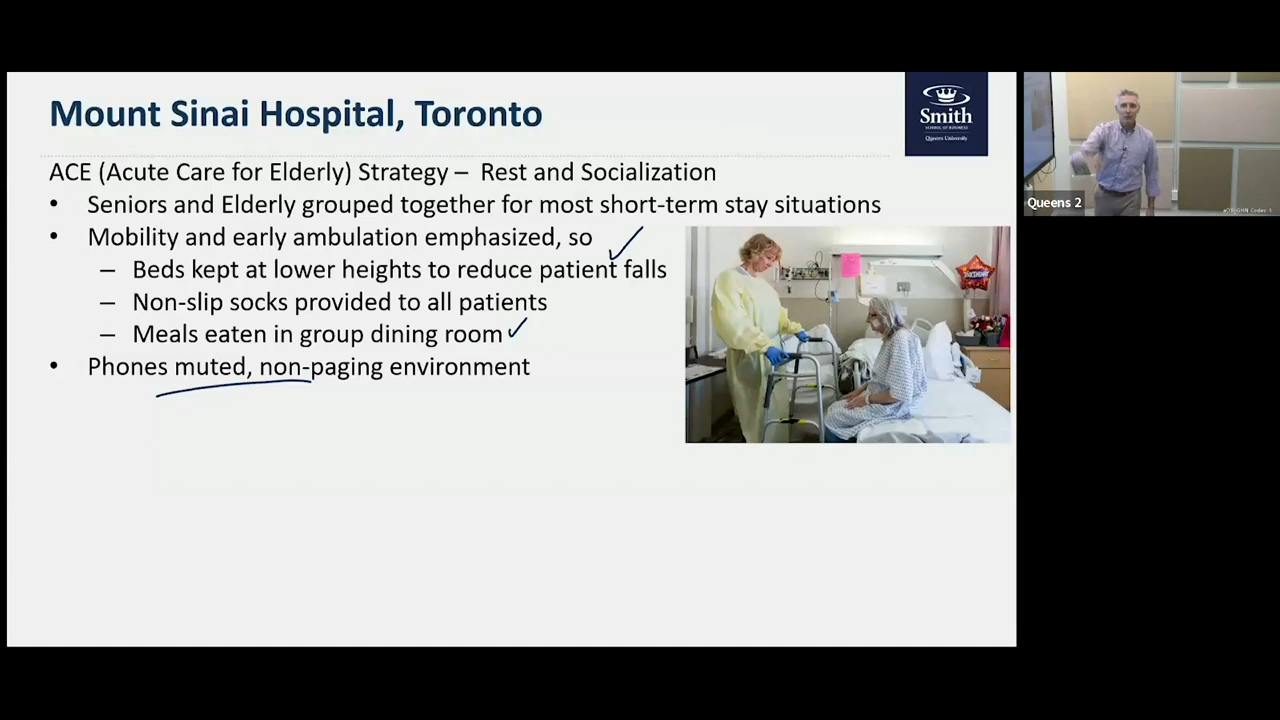 Mount Sinai Hospital, Toronto
Smith
SCHOOL OF BUSINESS
Queen's University
ACE (Acute Care for Elderly) Strategy – Rest and Socialization
• Seniors and Elderly grouped together for most short-term stay situations
• Mobility and early ambulation emphasized, so
– Beds kept at lower heights to reduce patient falls
– Non-slip socks provided to all patients
– Meals eaten in group dining room
• Phones muted, non-paging environment
Queens 2